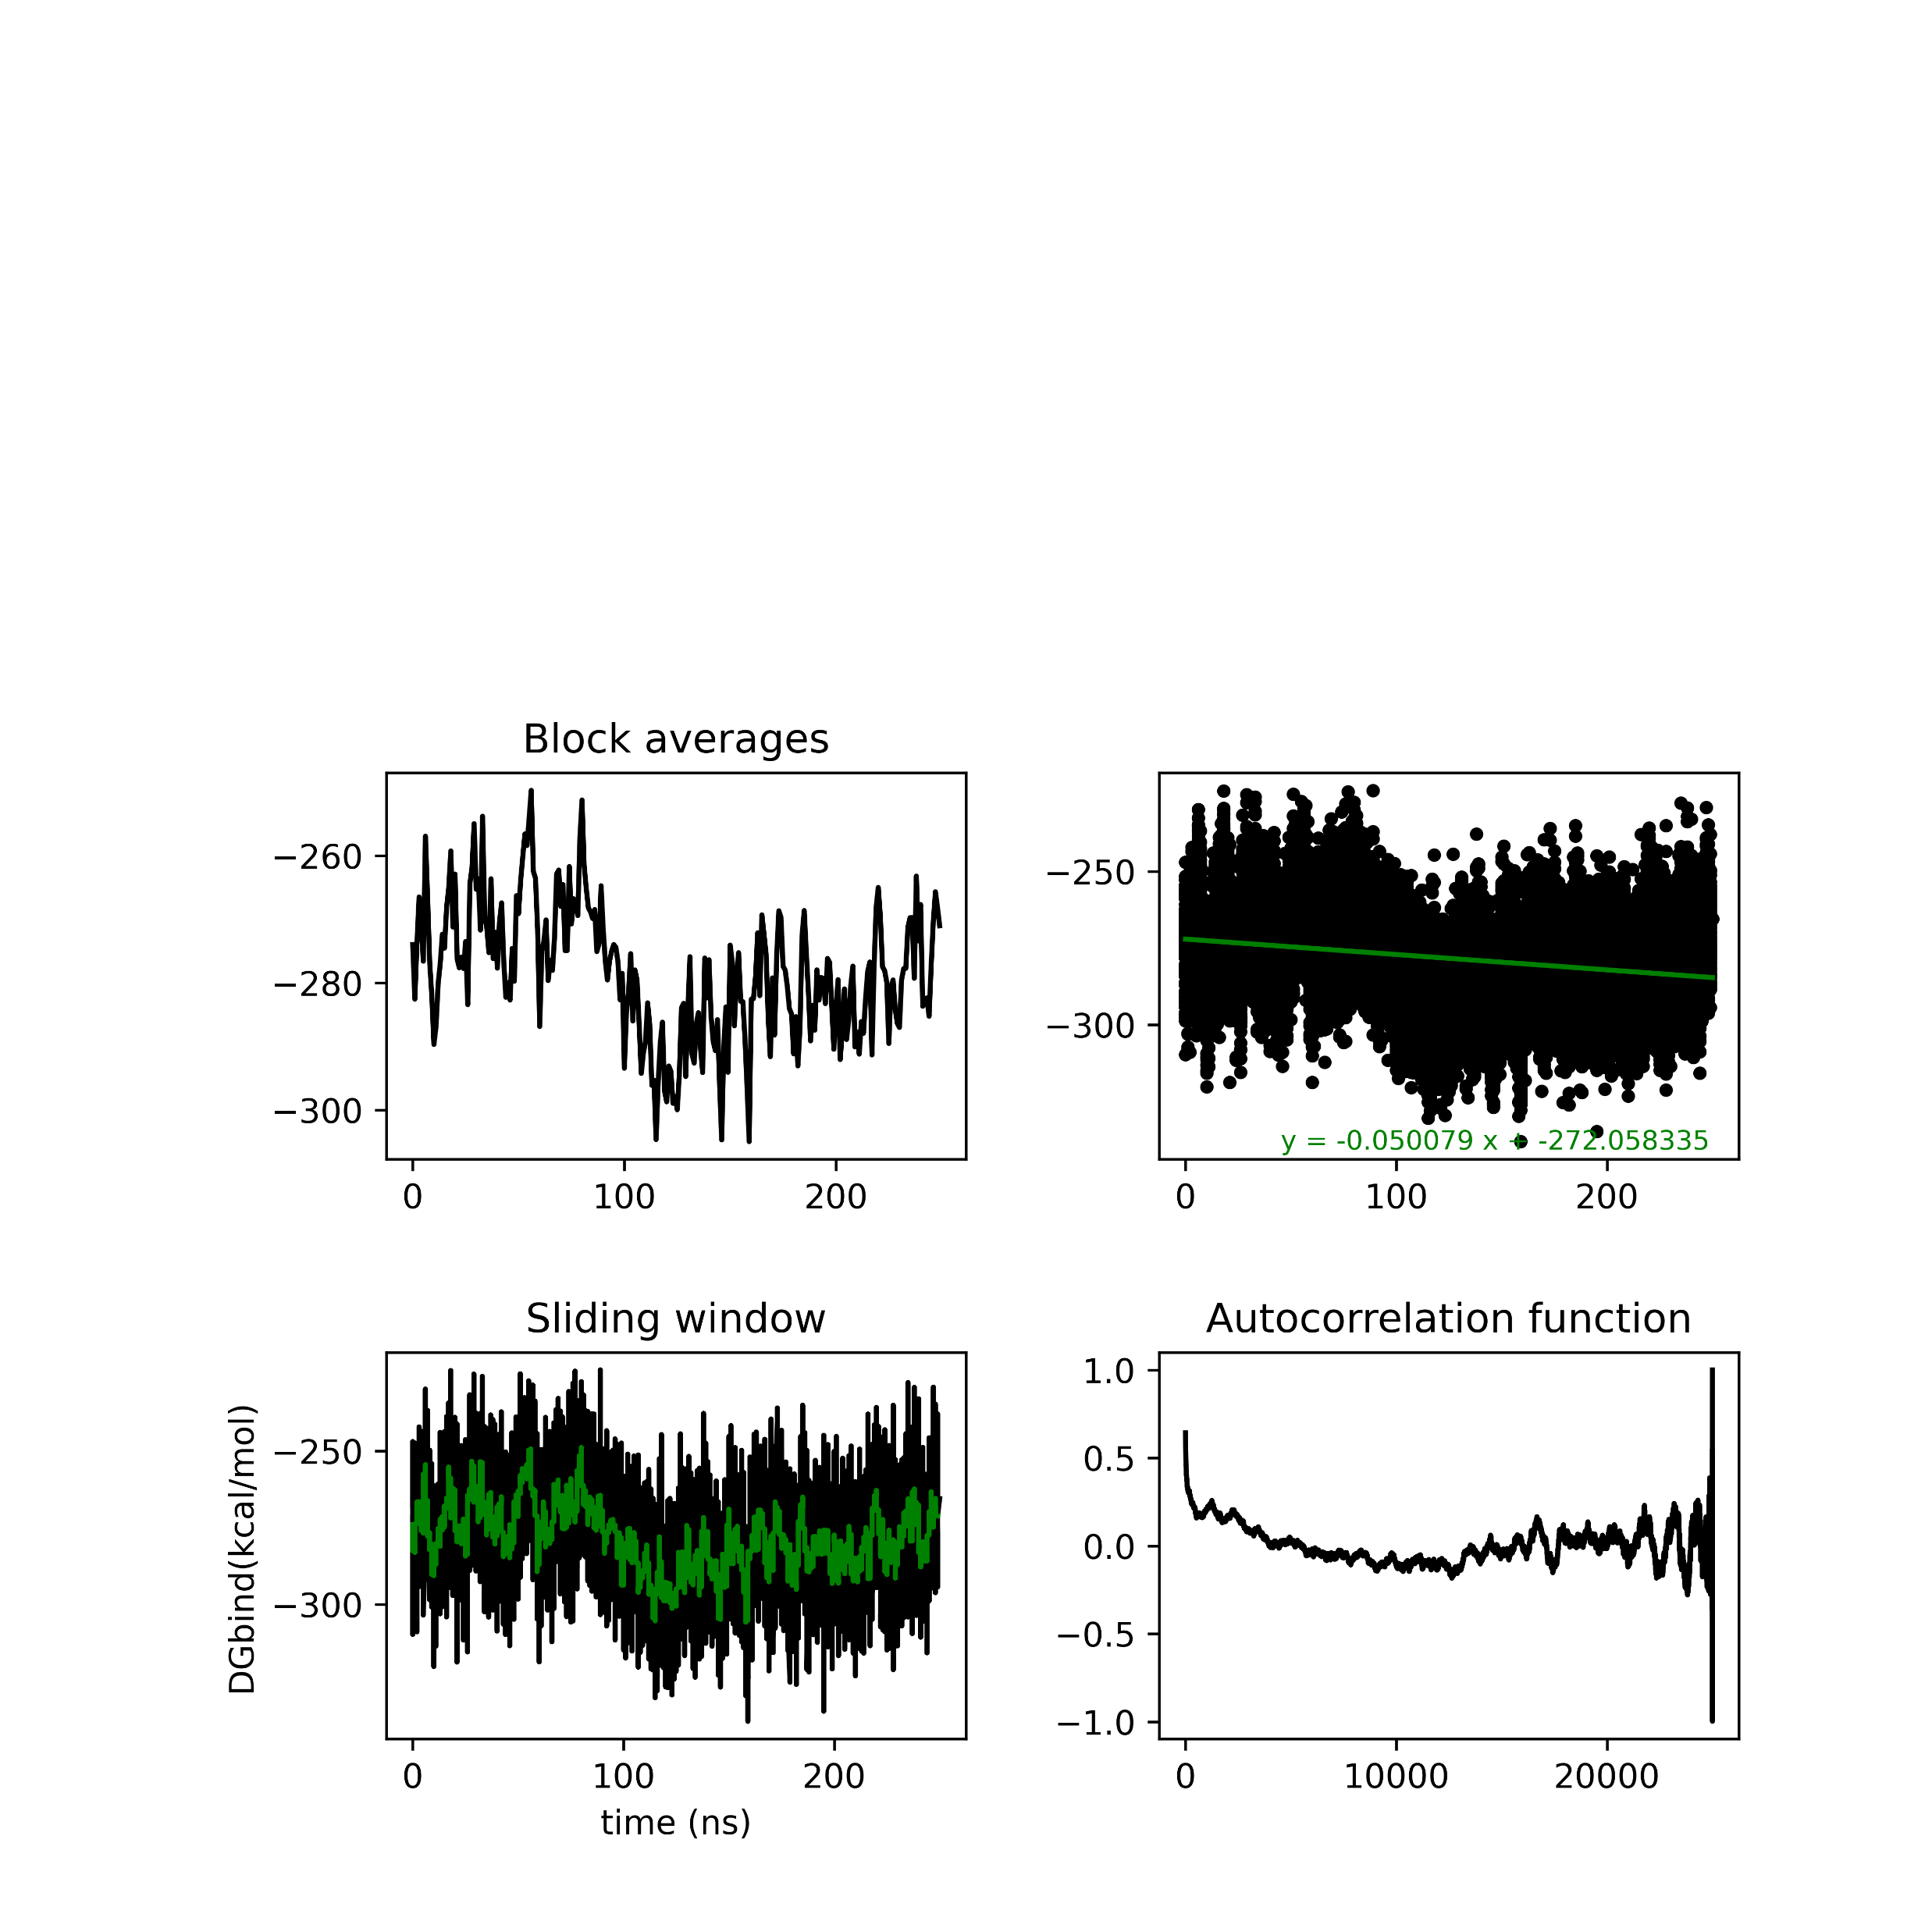 Block averages
−260
−280
−300
0 100 200
−250
−300
y = -0.050079 x + -272.058335
0 100 200
Sliding window
DGbind(kcal/mol)
−250
−300
0 100 200
time (ns)
Autocorrelation function
1.0
0.5
0.0
−0.5
−1.0
0 10000 20000